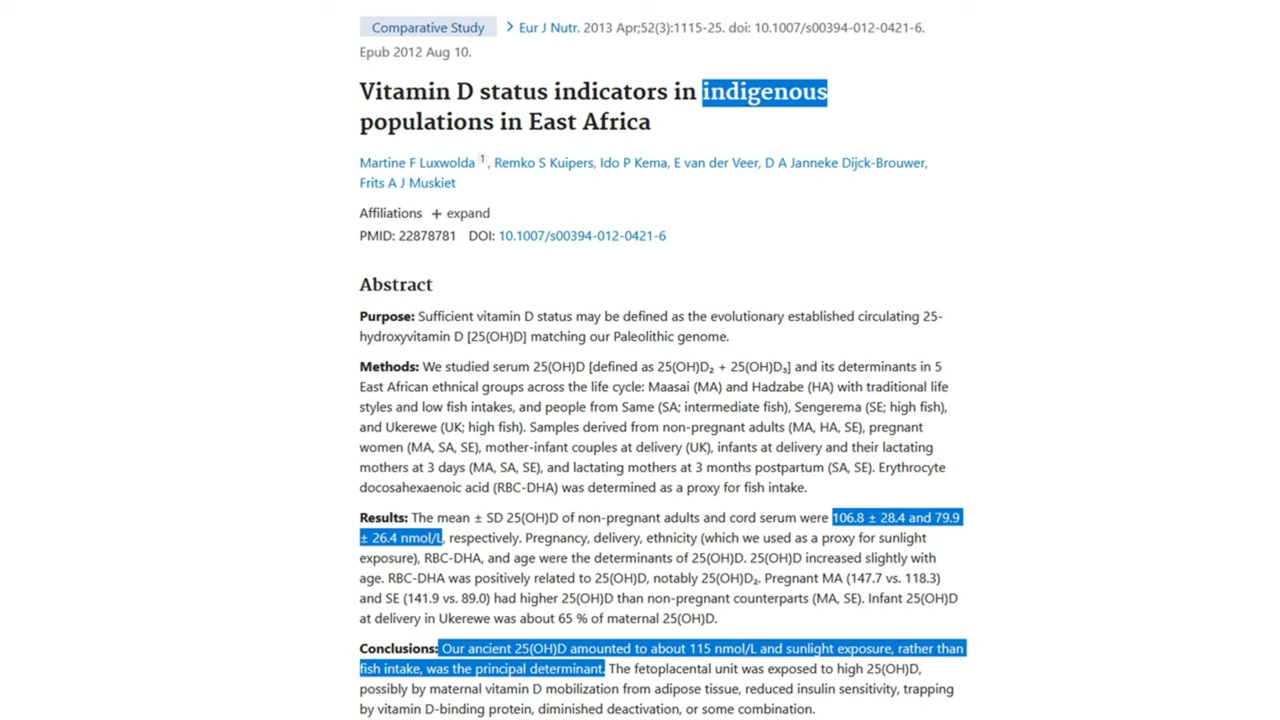 Comparative Study > Eur J Nutr. 2013 Apr;52(3):1115-25. doi: 10.1007/s00394-012-0421-6.
Epub 2012 Aug 10.
Vitamin D status indicators in indigenous
populations in East Africa
Martine F Luxwolda 1, Remko S Kuipers, Ido P Kema, E van der Veer, D A Janneke Dijck-Brouwer,
Frits A J Muskiet
Affiliations + expand
PMID: 22878781 DOI: 10.1007/s00394-012-0421-6
Abstract
Purpose: Sufficient vitamin D status may be defined as the evolutionary established circulating 25-
hydroxyvitamin D [25(OH)D] matching our Paleolithic genome.
Methods: We studied serum 25(OH)D [defined as 25(OH)D₂ + 25(OH)D₃] and its determinants in 5
East African ethnical groups across the life cycle: Maasai (MA) and Hadzabe (HA) with traditional life
styles and low fish intakes, and people from Same (SA; intermediate fish), Sengerema (SE; high fish),
and Ukerewe (UK; high fish). Samples derived from non-pregnant adults (MA, HA, SE), pregnant
women (MA, SA, SE), mother-infant couples at delivery (UK), infants at delivery and their lactating
mothers at 3 days (MA, SA, SE), and lactating mothers at 3 months postpartum (SA, SE). Erythrocyte
docosahexaenoic acid (RBC-DHA) was determined as a proxy for fish intake.
Results: The mean ± SD 25(OH)D of non-pregnant adults and cord serum were 106.8 ± 28.4 and 79.9
± 26.4 nmol/L, respectively. Pregnancy, delivery, ethnicity (which we used as a proxy for sunlight
exposure), RBC-DHA, and age were the determinants of 25(OH)D. 25(OH)D increased slightly with
age. RBC-DHA was positively related to 25(OH)D, notably 25(OH)D₂. Pregnant MA (147.7 vs. 118.3)
and SE (141.9 vs. 89.0) had higher 25(OH)D than non-pregnant counterparts (MA, SE). Infant 25(OH)D
at delivery in Ukerewe was about 65 % of maternal 25(OH)D.
Conclusions: Our ancient 25(OH)D amounted to about 115 nmol/L and sunlight exposure, rather than
fish intake, was the principal determinant. The fetoplacental unit was exposed to high 25(OH)D,
possibly by maternal vitamin D mobilization from adipose tissue, reduced insulin sensitivity, trapping
by vitamin D-binding protein, diminished deactivation, or some combination.